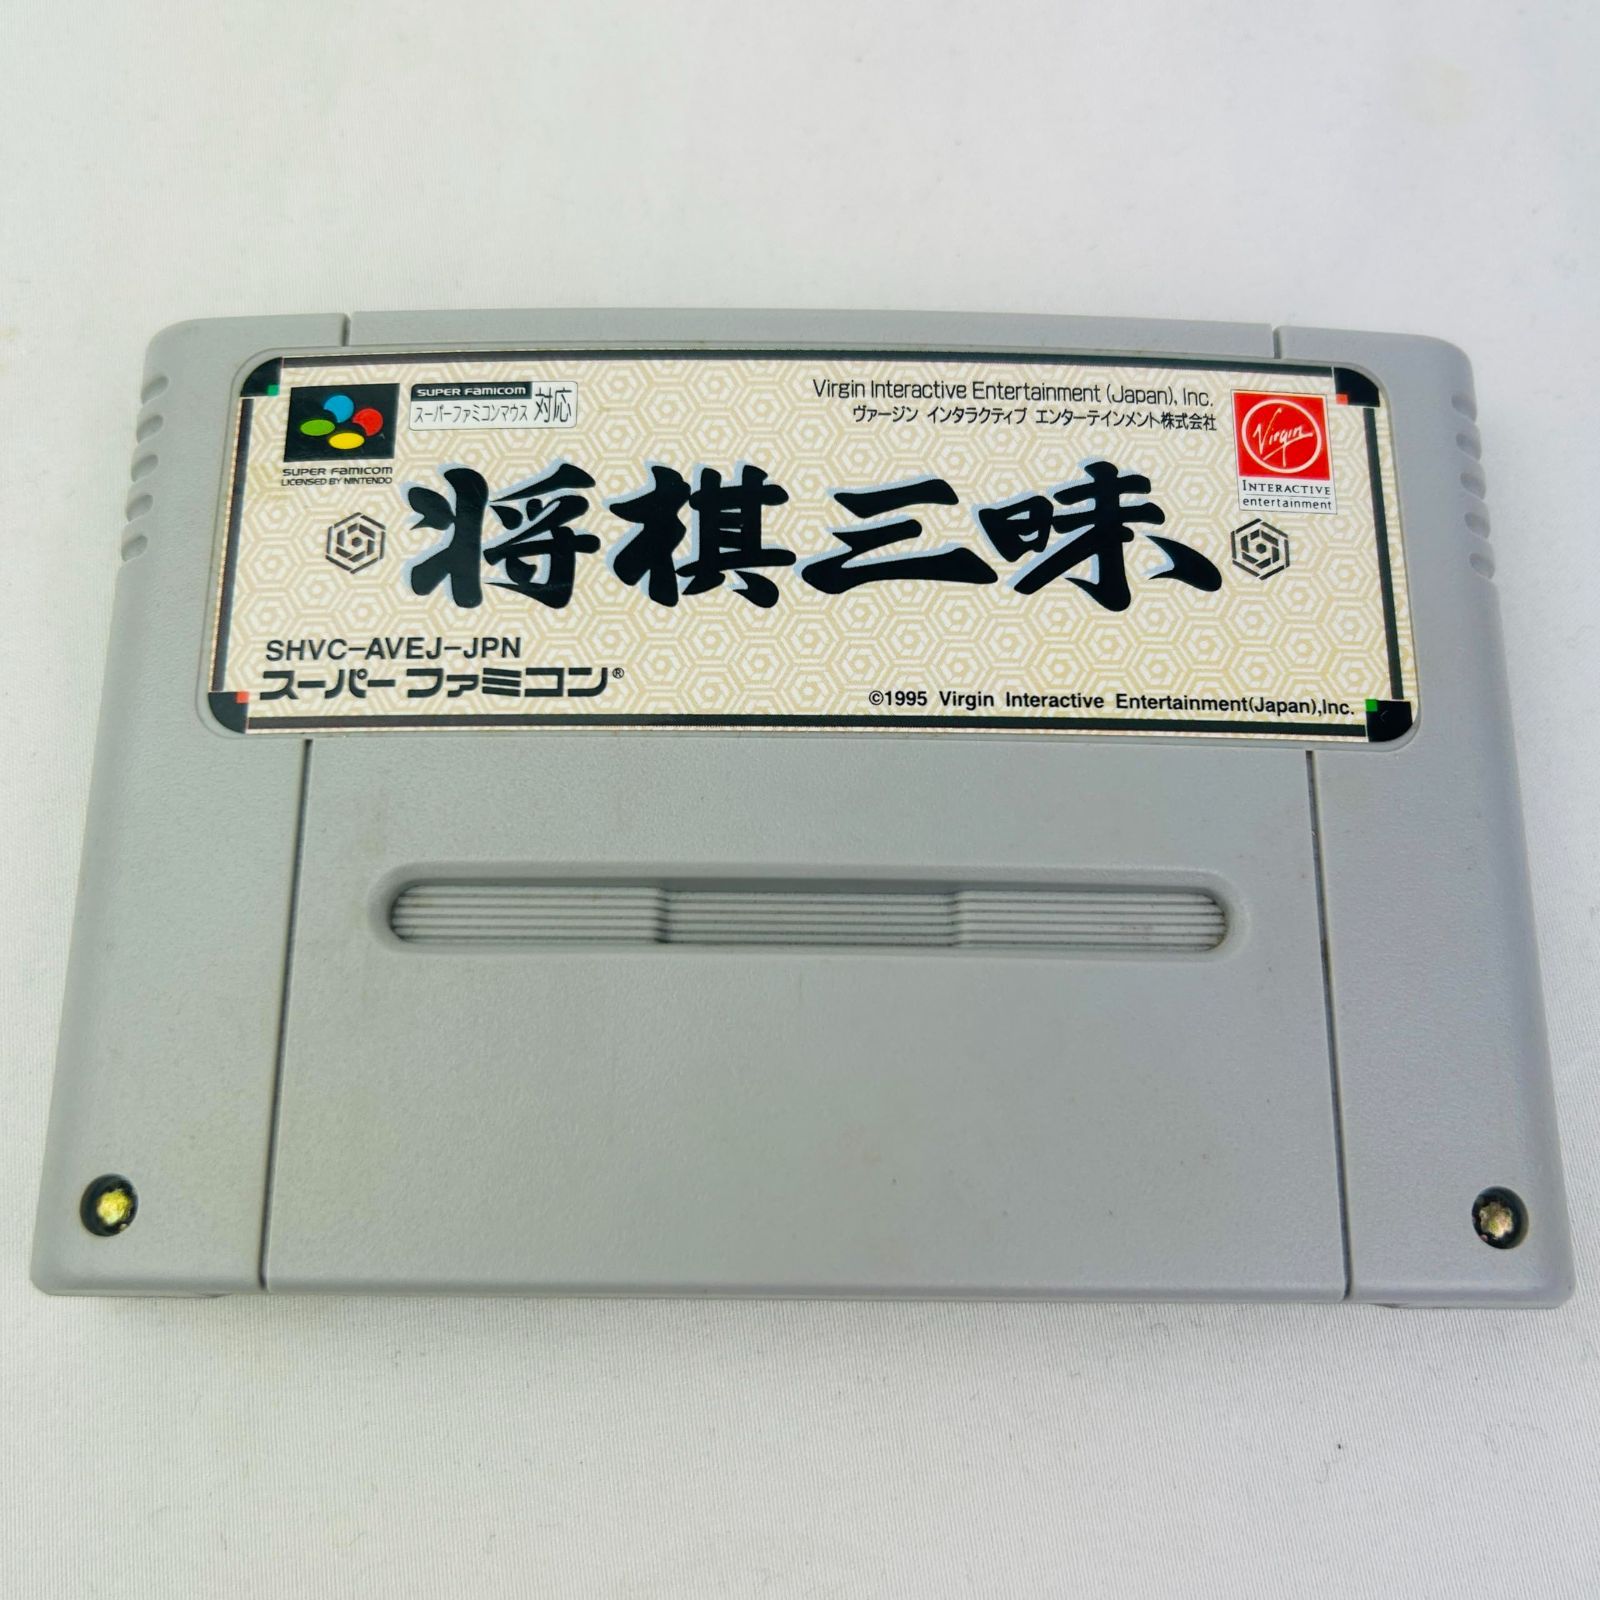 SUPER FAMICOM
LICENSED BY NINTENDO
SUPER FAMICOM
スーパーファミコンマウス 対応
Virgin Interactive Entertainment (Japan), Inc.
ヴァージン インタラクティブ エンターテインメント株式会社
Virgin
INTERACTIVE
entertainment
将棋三昧
SHVC-AVEJ-JPN
スーパーファミコン®
©1995 Virgin Interactive Entertainment(Japan),Inc.